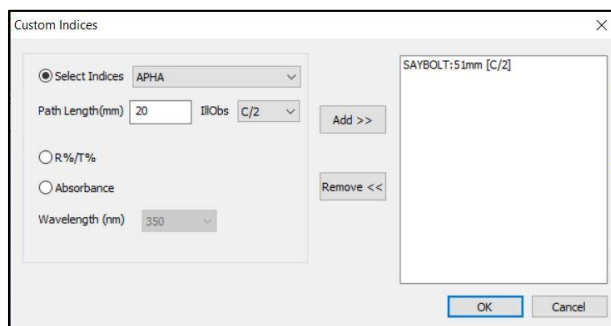 Custom Indices
Select Indices APHA
Path Length(mm) 20 IllObs C/2
R%/T%
Absorbance
Wavelength (nm) 350
Add >>
Remove <<
SAYBOLT:51mm [C/2]
OK Cancel